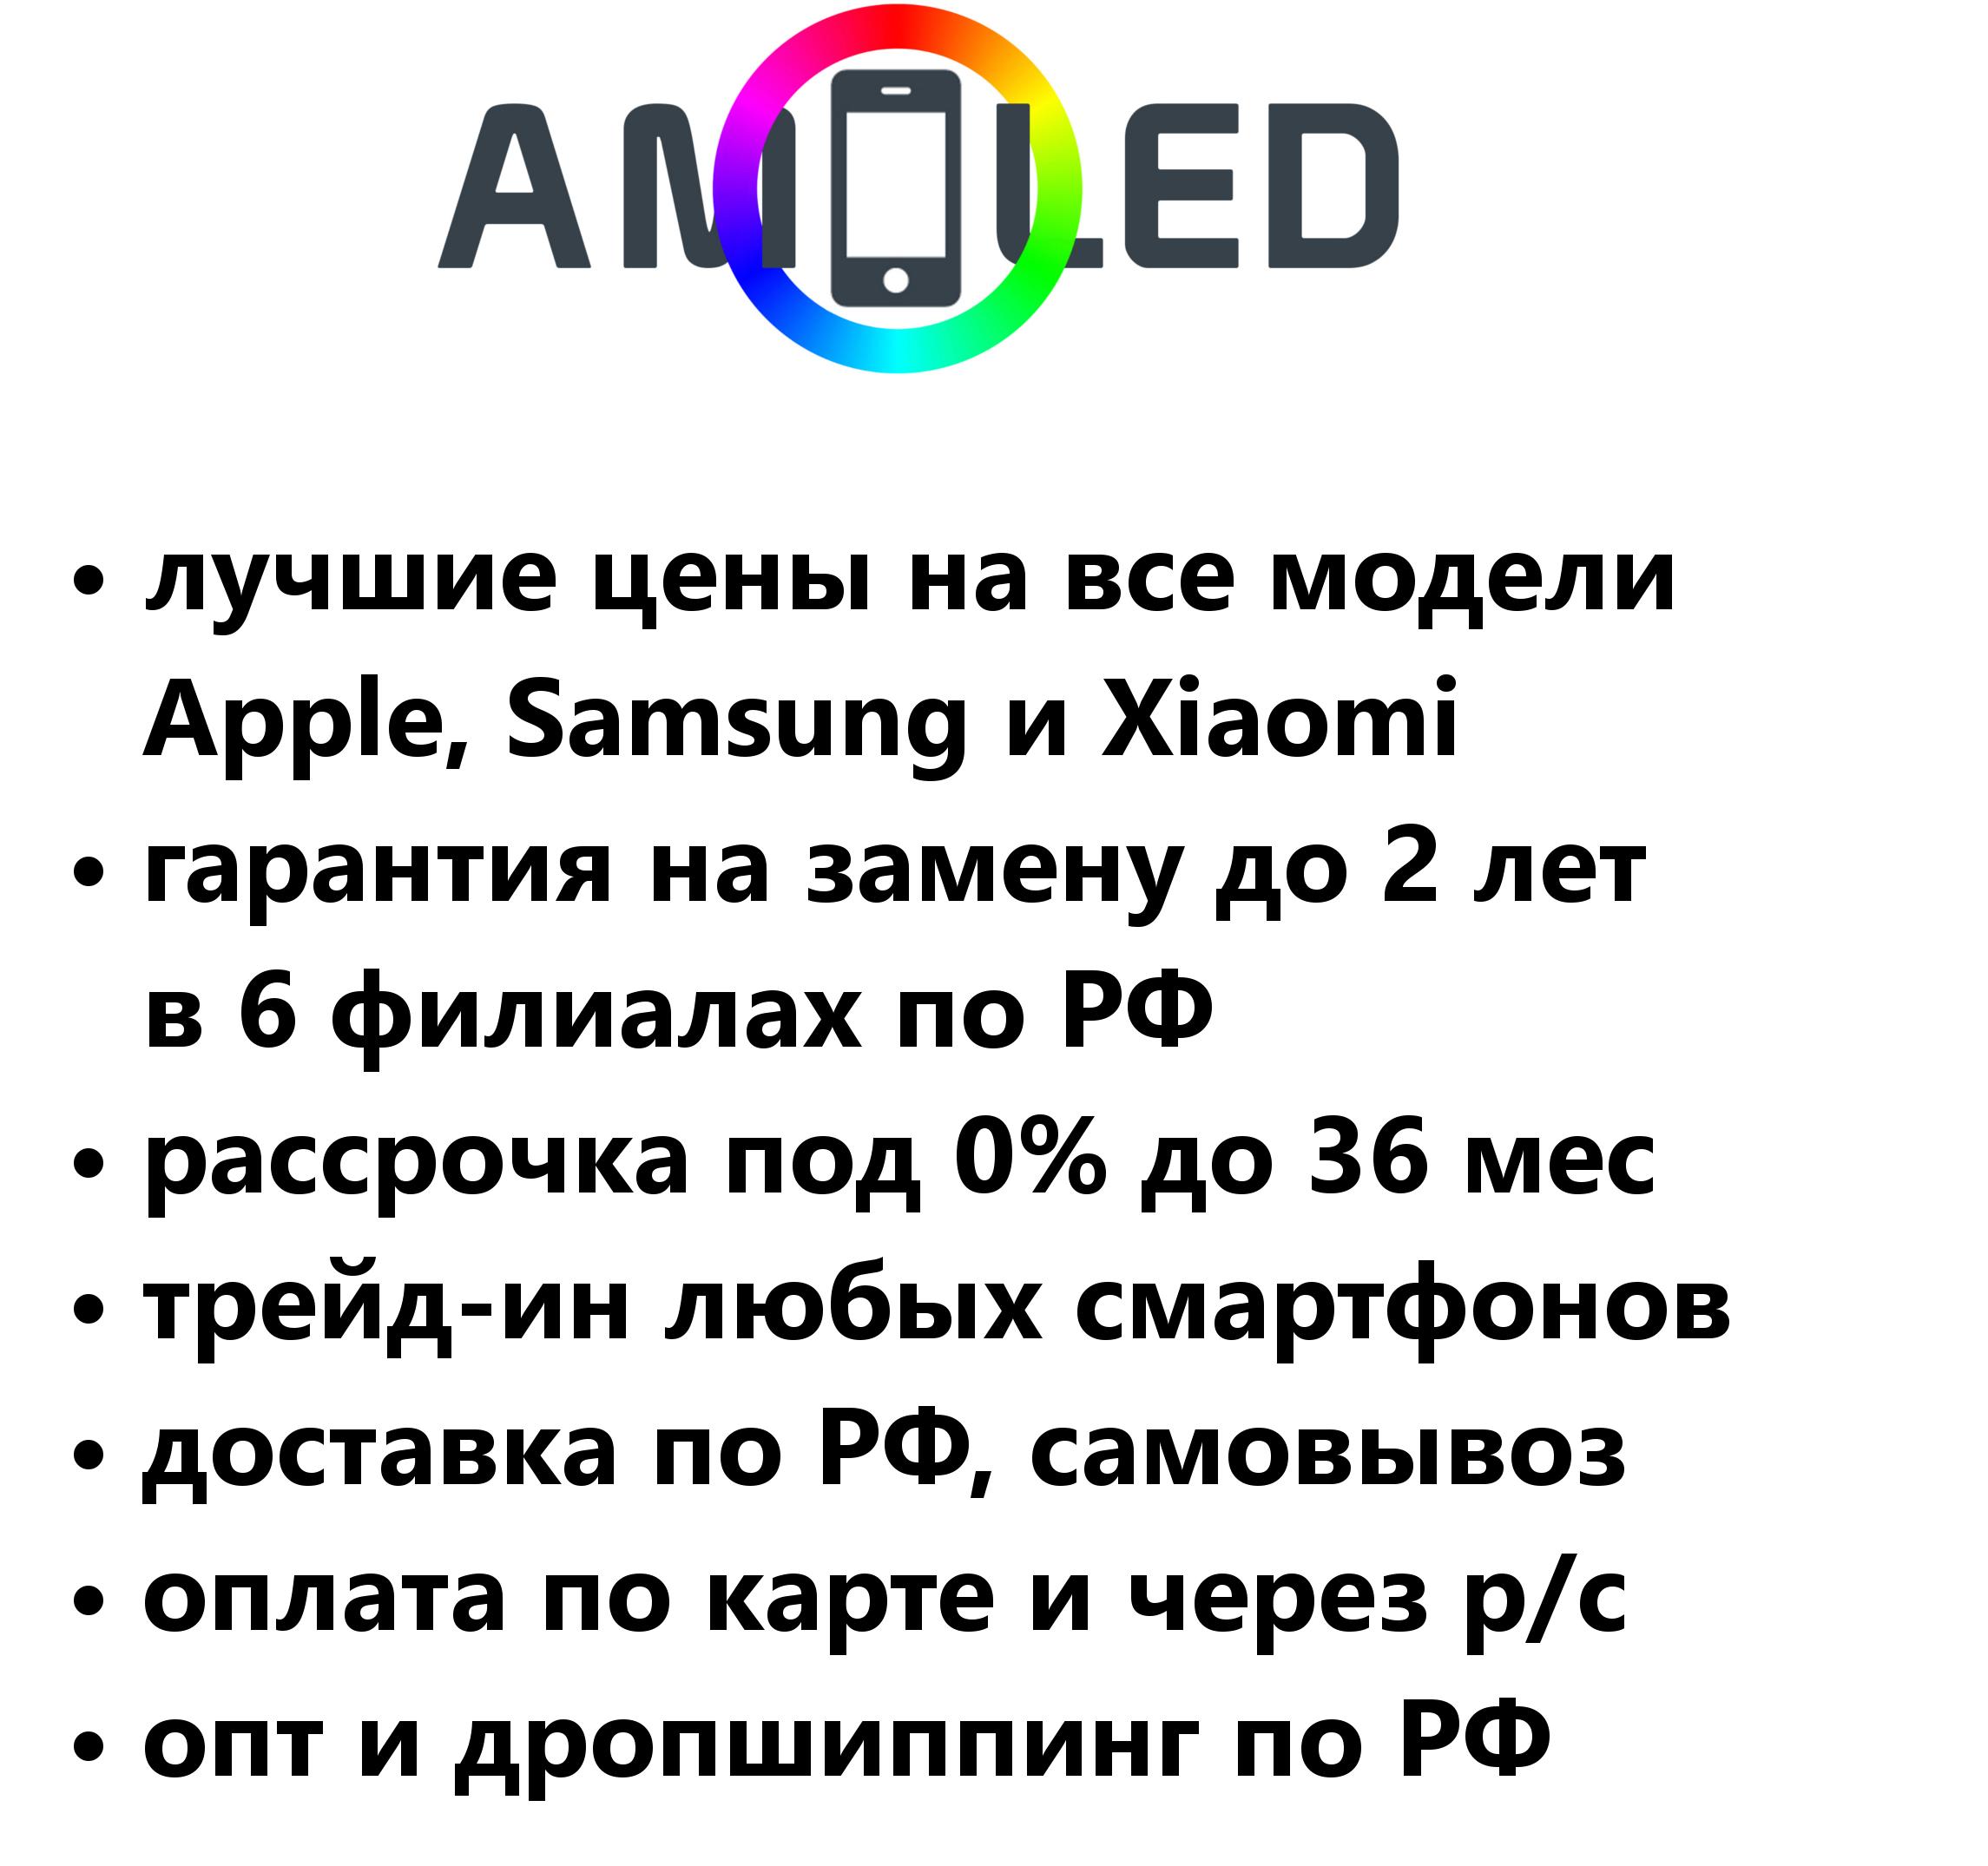 AMOLED
• лучшие цены на все модели
Apple, Samsung и Xiaomi
• гарантия на замену до 2 лет
в 6 филиалах по РФ
• рассрочка под 0% до 36 мес
• трейд-ин любых смартфонов
• доставка по РФ, самовывоз
• оплата по карте и через р/с
• опт и дропшиппинг по РФ